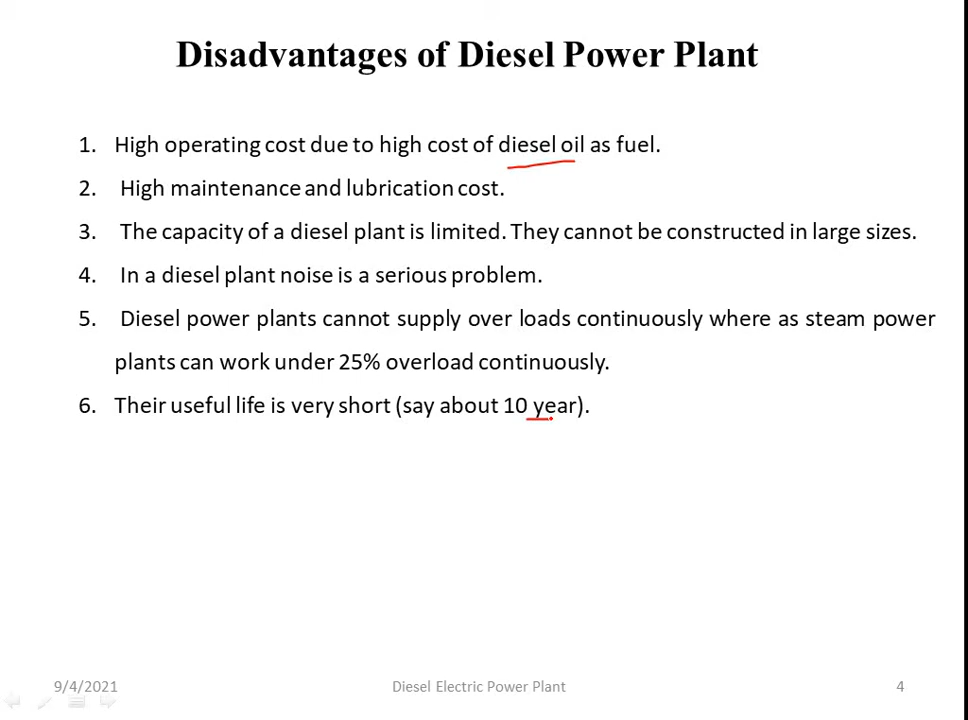 Disadvantages of Diesel Power Plant
1. High operating cost due to high cost of diesel oil as fuel.
2. High maintenance and lubrication cost.
3. The capacity of a diesel plant is limited. They cannot be constructed in large sizes.
4. In a diesel plant noise is a serious problem.
5. Diesel power plants cannot supply over loads continuously where as steam power
plants can work under 25% overload continuously.
6. Their useful life is very short (say about 10 year).
9/4/2021 Diesel Electric Power Plant 4